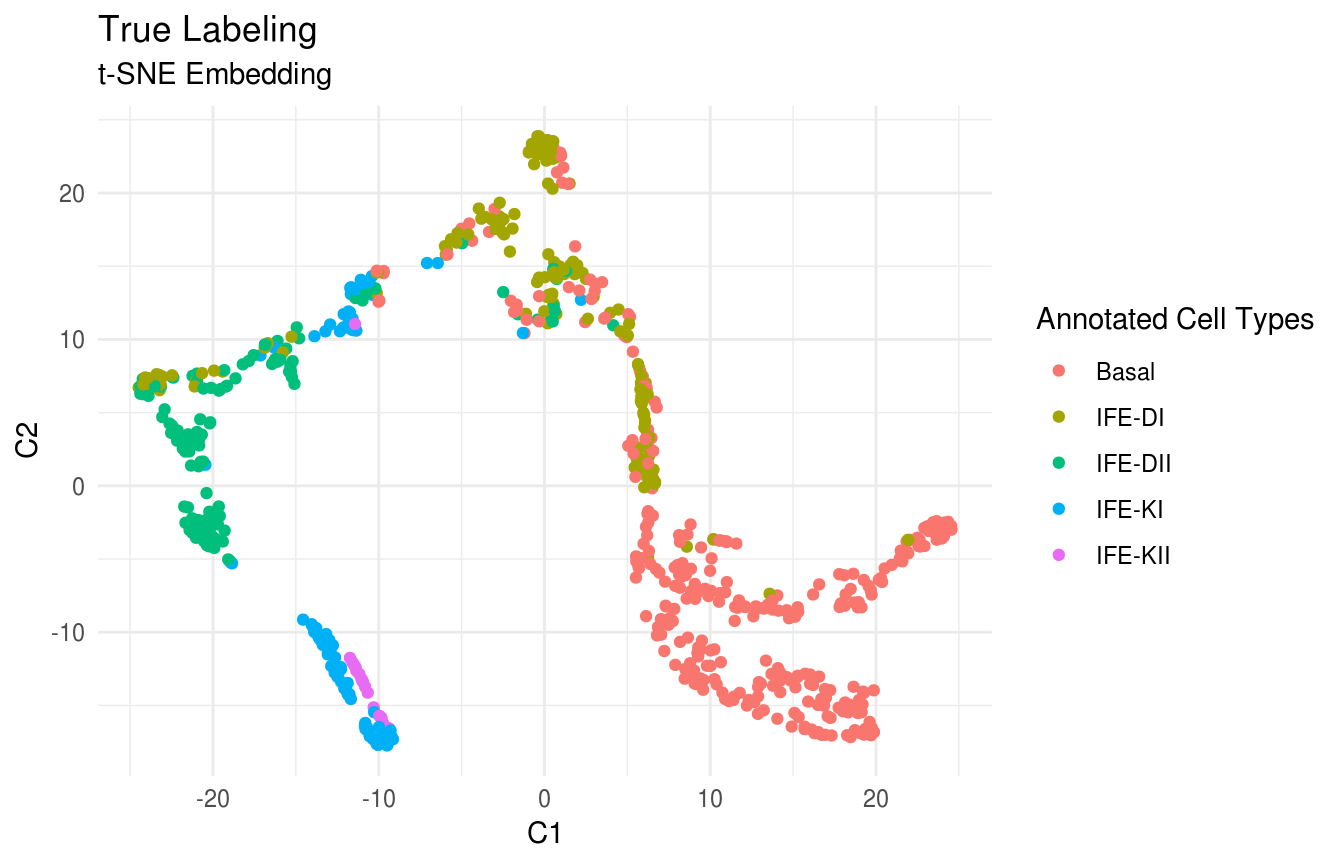 True Labeling
t-SNE Embedding
20
10
0
-10
C2
-20
-10
0
10
20
C1
Annotated Cell Types
Basal
IFE-DI
IFE-DII
IFE-KI
IFE-KII